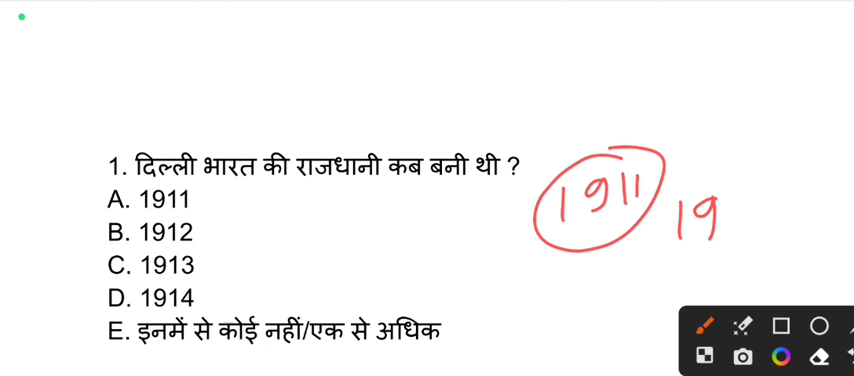 1. दिल्ली भारत की राजधानी कब बनी थी ?
A. 1911
B. 1912
C. 1913
D. 1914
E. इनमें से कोई नहीं/एक से अधिक
1911
19